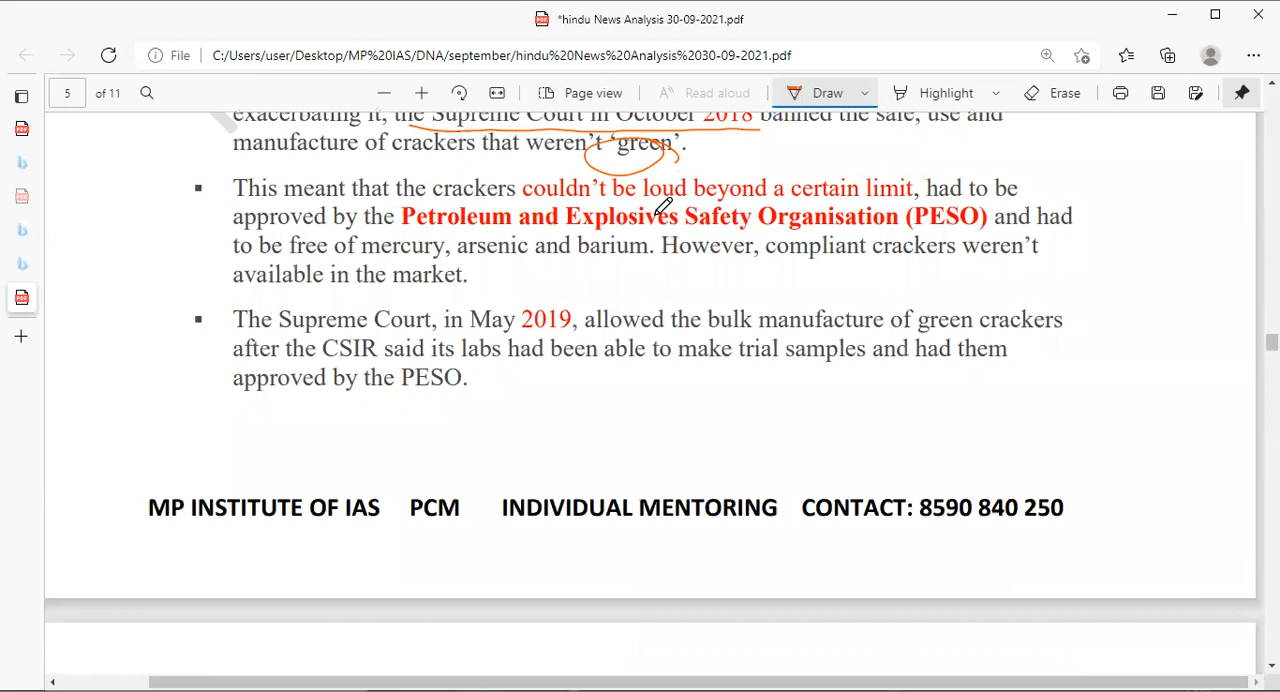 *hindu News Analysis 30-09-2021.pdf
File C:/Users/user/Desktop/MP%20IAS/DNA/september/hindu%20News%20Analysis%2030-09-2021.pdf
5 of 11 Page view Read aloud Draw Highlight Erase
exacerbating it, the Supreme Court in October 2018 banned the sale, use and
manufacture of crackers that weren't ‘green’.
▪ This meant that the crackers couldn’t be loud beyond a certain limit, had to be
approved by the Petroleum and Explosives Safety Organisation (PESO) and had
to be free of mercury, arsenic and barium. However, compliant crackers weren’t
available in the market.
▪ The Supreme Court, in May 2019, allowed the bulk manufacture of green crackers
after the CSIR said its labs had been able to make trial samples and had them
approved by the PESO.
MP INSTITUTE OF IAS PCM INDIVIDUAL MENTORING CONTACT: 8590 840 250